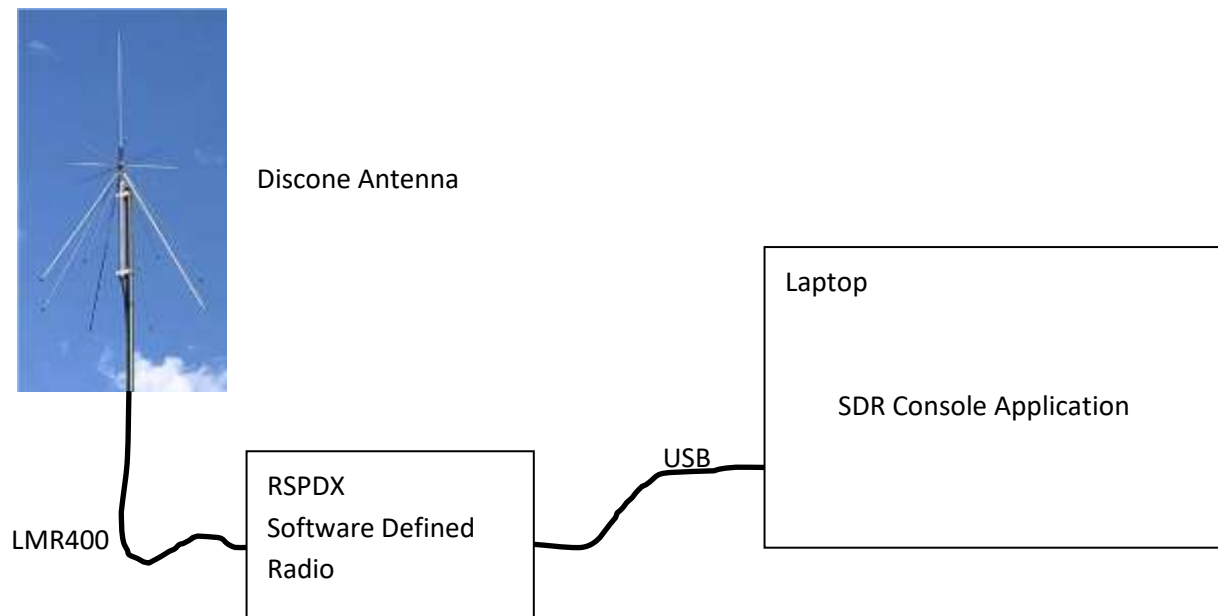 Discone Antenna
Laptop
SDR Console Application
USB
RSPDX
Software Defined
Radio
LMR400